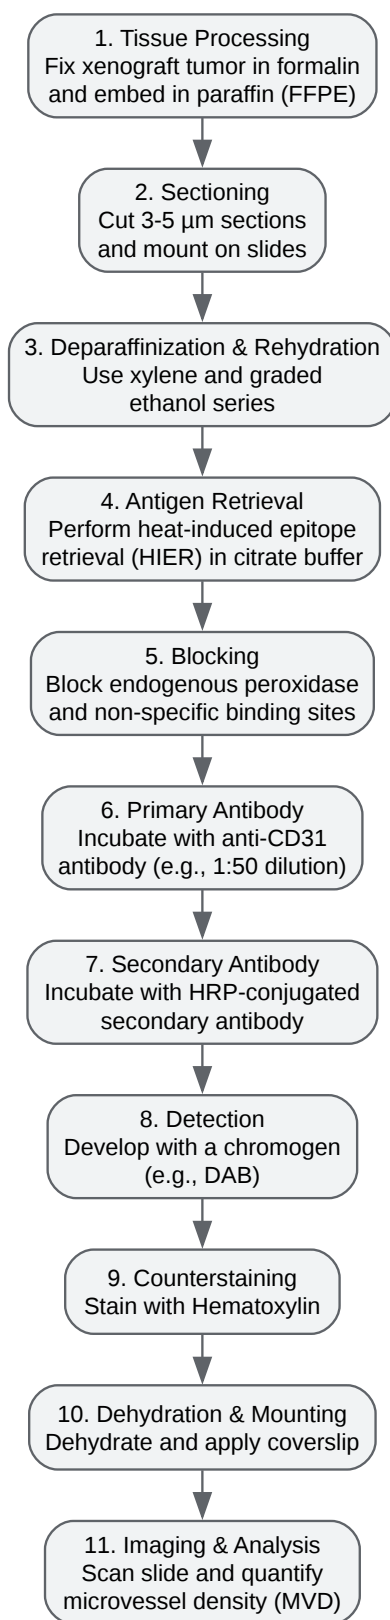 1. Tissue Processing
Fix xenograft tumor in formalin
and embed in paraffin (FFPE)
2. Sectioning
Cut 3-5 µm sections
and mount on slides
3. Deparaffinization & Rehydration
Use xylene and graded
ethanol series
4. Antigen Retrieval
Perform heat-induced epitope
retrieval (HIER) in citrate buffer
5. Blocking
Block endogenous peroxidase
and non-specific binding sites
6. Primary Antibody
Incubate with anti-CD31
antibody (e.g., 1:50 dilution)
7. Secondary Antibody
Incubate with HRP-conjugated
secondary antibody
8. Detection
Develop with a chromogen
(e.g., DAB)
9. Counterstaining
Stain with Hematoxylin
10. Dehydration & Mounting
Dehydrate and apply coverslip
11. Imaging & Analysis
Scan slide and quantify
microvessel density (MVD)